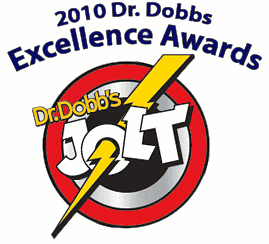 2010 Dr. Dobbs
Excellence Awards
Dr. Dobb's
JOLT